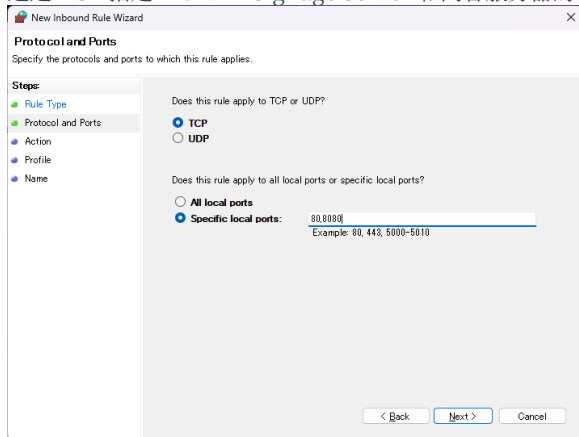 New Inbound Rule Wizard
Protocol and Ports
Specify the protocols and ports to which this rule applies.
Steps:
Rule Type
Protocol and Ports
Action
Profile
Name
Does this rule apply to TCP or UDP?
TCP
UDP
Does this rule apply to all local ports or specific local ports?
All local ports
Specific local ports: 80,8080
Example: 80, 443, 5000-5010
< Back Next > Cancel